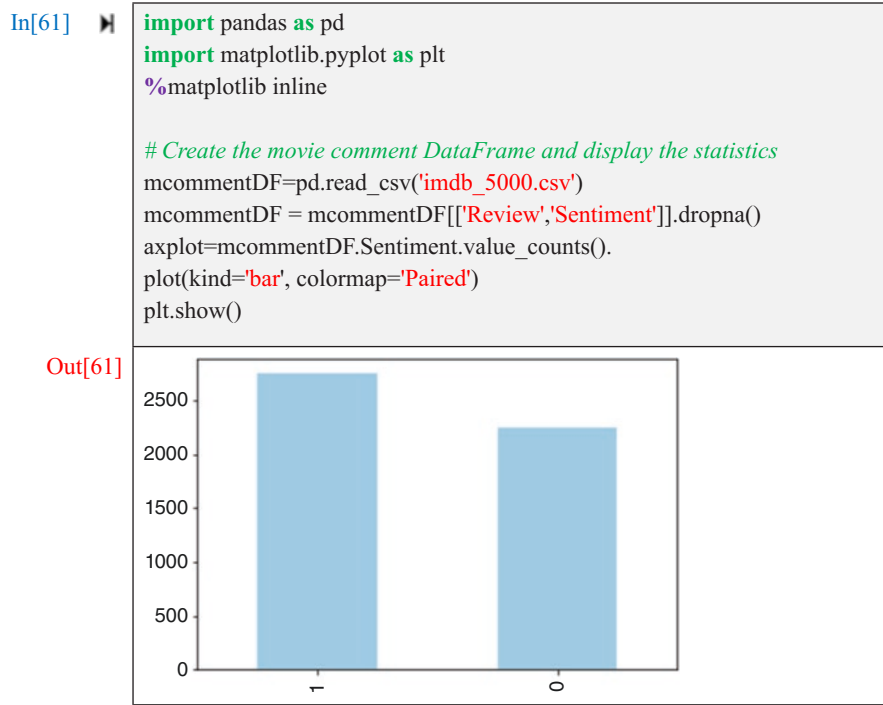 In[61]
import pandas as pd
import matplotlib.pyplot as plt
%matplotlib inline
# Create the movie comment DataFrame and display the statistics
mcommentDF=pd.read_csv('imdb_5000.csv')
mcommentDF = mcommentDF[['Review','Sentiment']].dropna()
axplot=mcommentDF.Sentiment.value_counts().
plot(kind='bar', colormap='Paired')
plt.show()
Out[61]
2500
2000
1500
1000
500
0
1 0